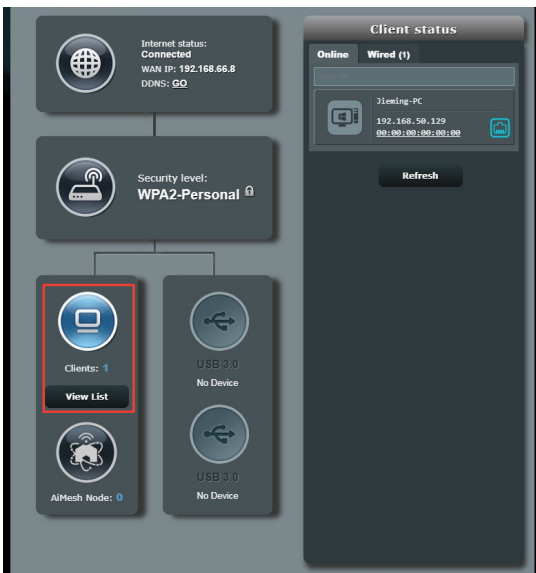 Internet status:
Connected
WAN IP: 192.168.66.8
DDNS: GO
Security level:
WPA2-Personal
Clients: 1
View List
AiMesh Node: 0
USB 3.0
No Device
USB 3.0
No Device
Client status
Online Wired (1)
Search
Jieming-PC
192.168.50.129
00:00:00:00:00:00
Refresh